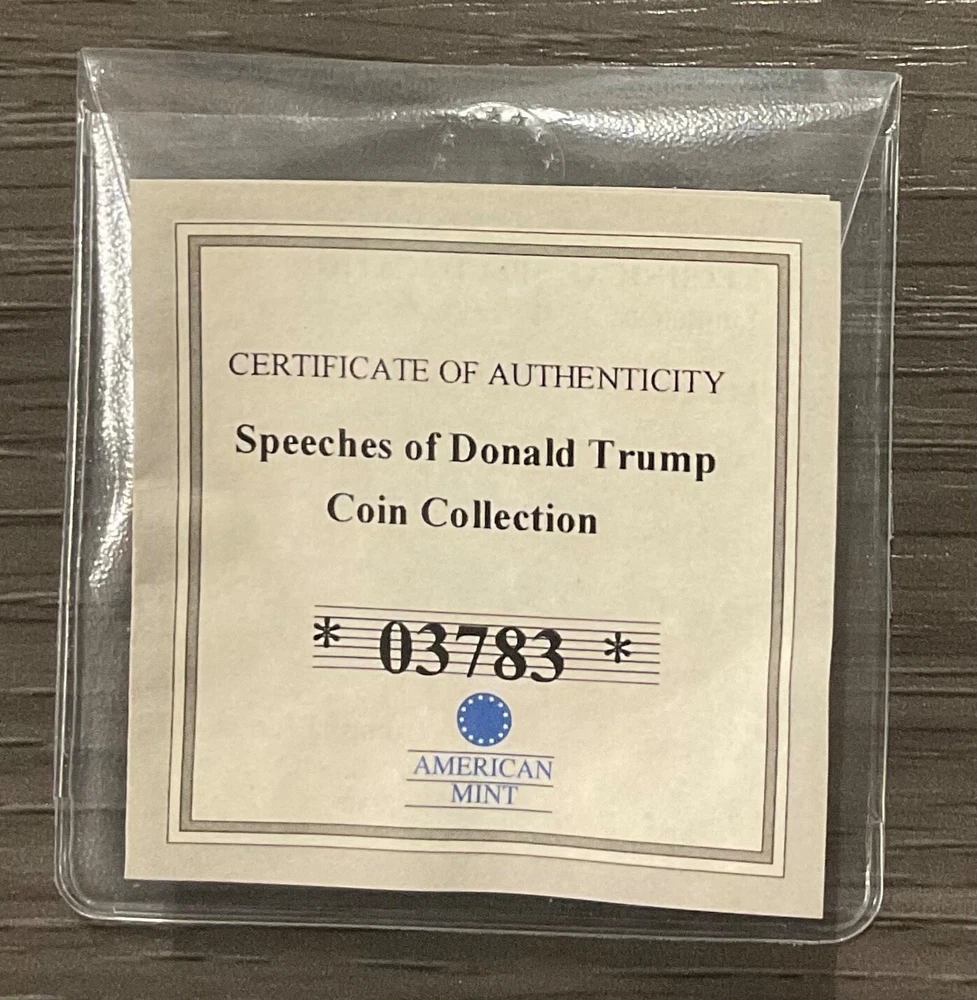 CERTIFICATE OF AUTHENTICITY
Speeches of Donald Trump
Coin Collection
* 03783 *
AMERICAN
MINT